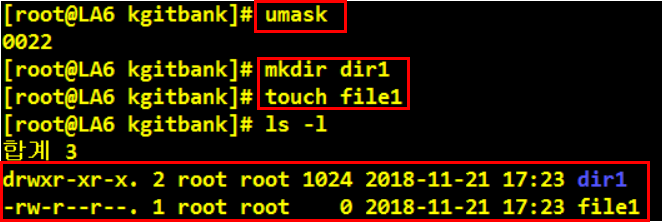 [root@LA6 kgitbank]# umask
0022
[root@LA6 kgitbank]# mkdir dir1
[root@LA6 kgitbank]# touch file1
[root@LA6 kgitbank]# ls -l
합계 3
drwxr-xr-x. 2 root root 1024 2018-11-21 17:23 dir1
-rw-r--r--. 1 root root    0 2018-11-21 17:23 file1